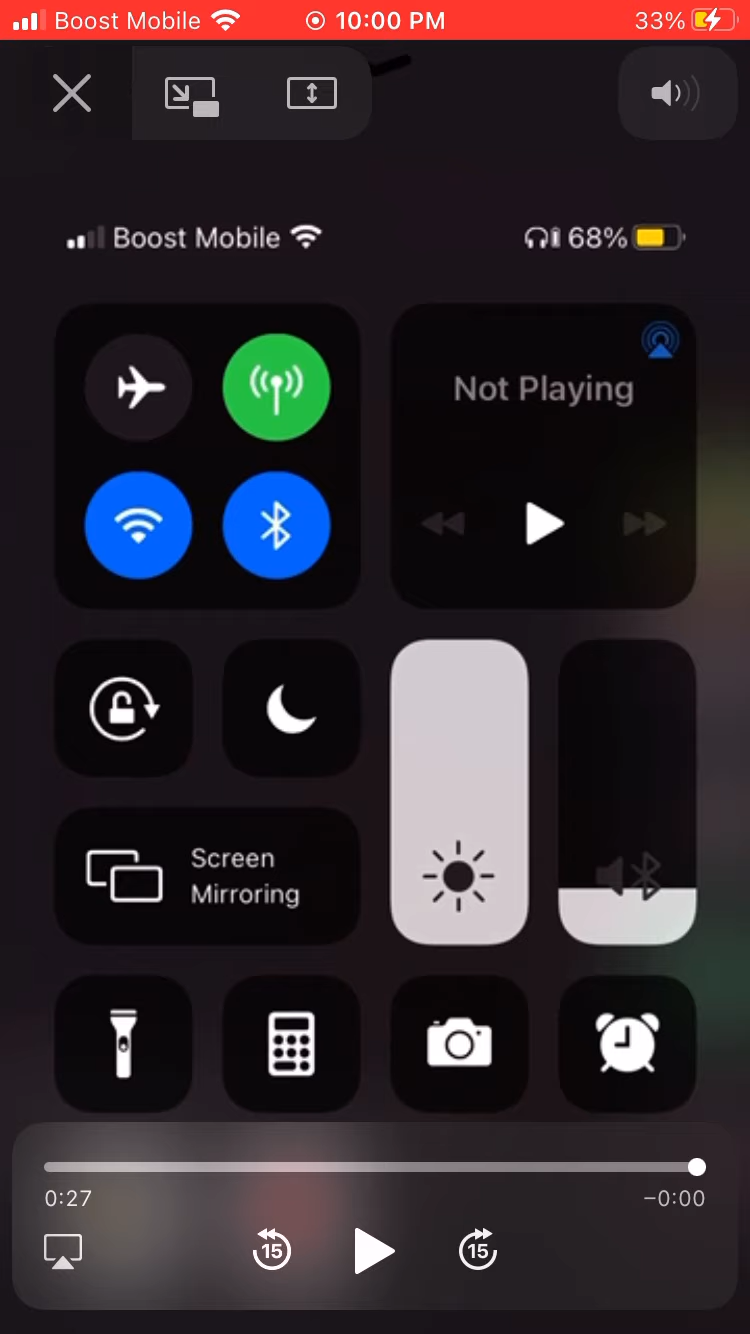 Boost Mobile 10:00 PM 33%
Boost Mobile 68%
Not Playing
Screen
Mirroring
0:27 −0:00
15 15